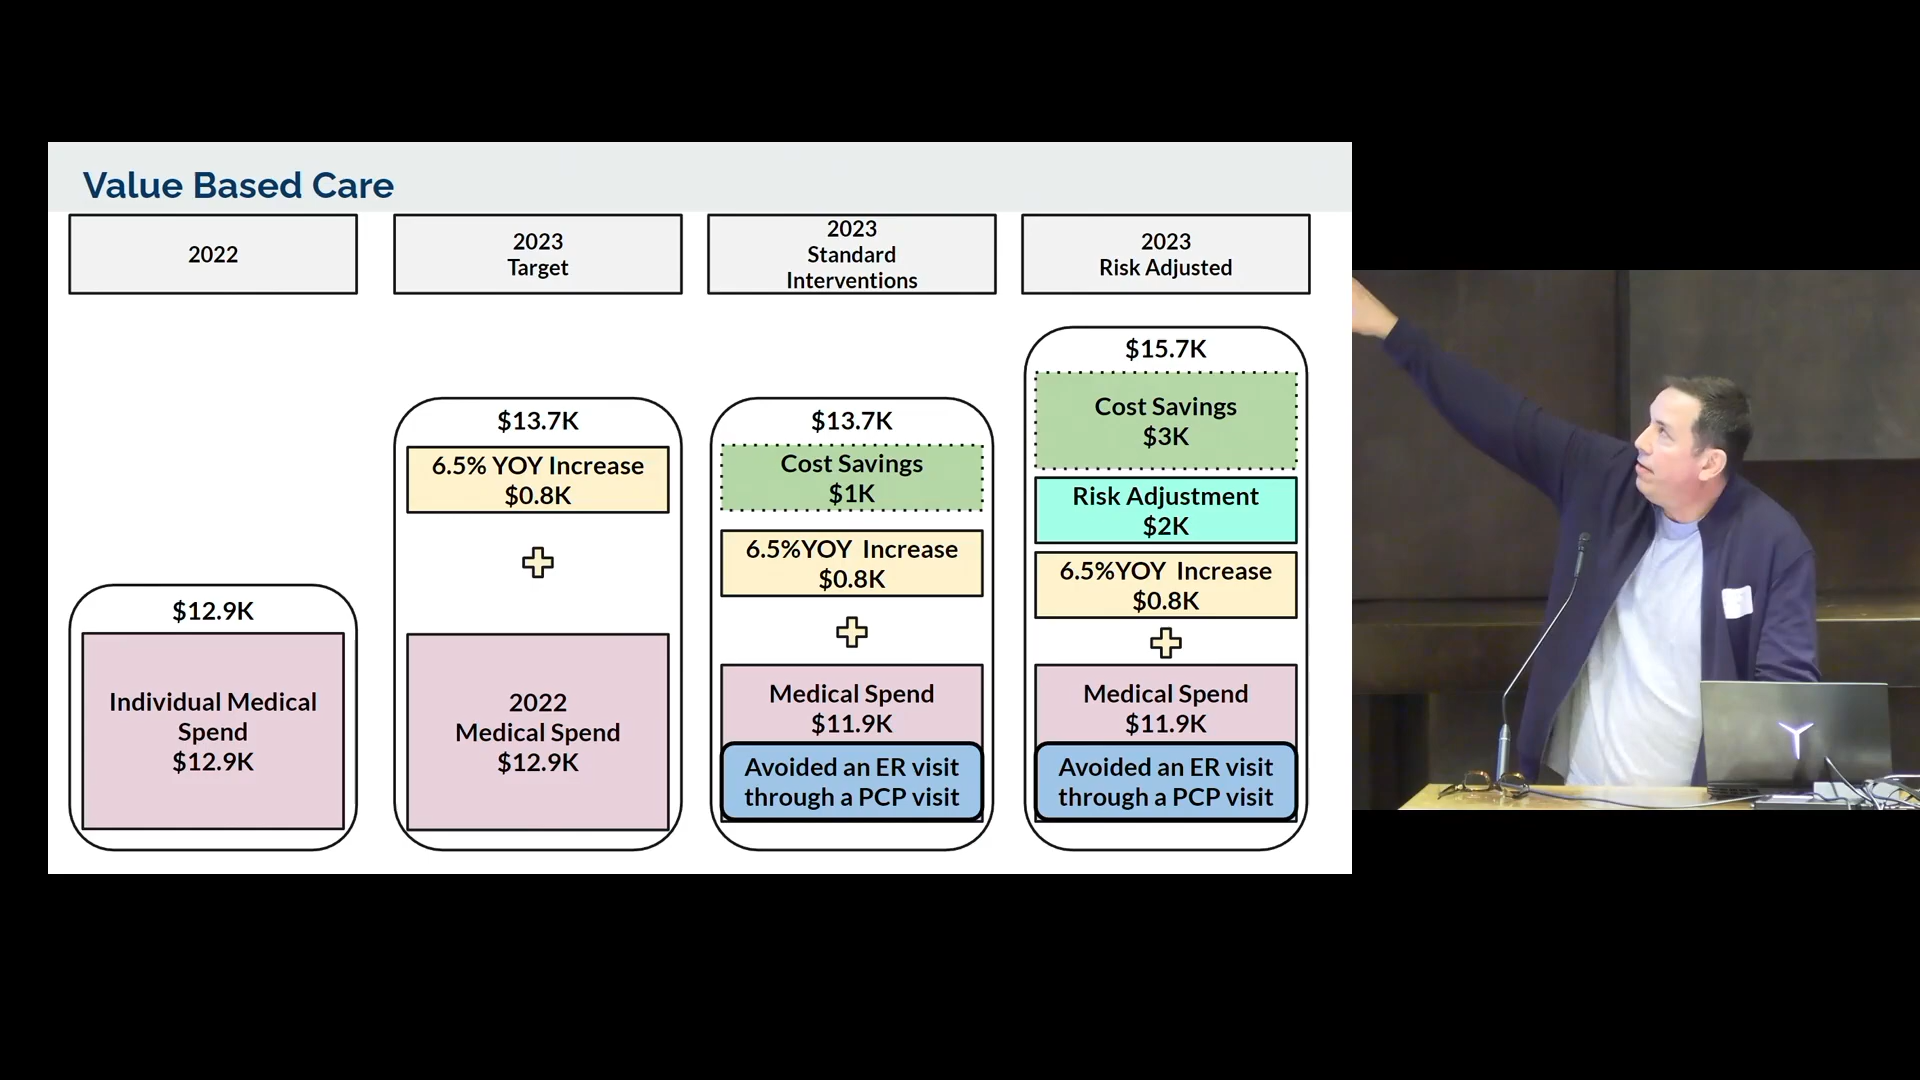 Value Based Care
2022
2023
Target
2023
Standard
Interventions
2023
Risk Adjusted
$12.9K
Individual Medical
Spend
$12.9K
$13.7K
6.5% YOY Increase
$0.8K
2022
Medical Spend
$12.9K
$13.7K
Cost Savings
$1K
6.5%YOY  Increase
$0.8K
Medical Spend
$11.9K
Avoided an ER visit
through a PCP visit
$15.7K
Cost Savings
$3K
Risk Adjustment
$2K
6.5%YOY  Increase
$0.8K
Medical Spend
$11.9K
Avoided an ER visit
through a PCP visit